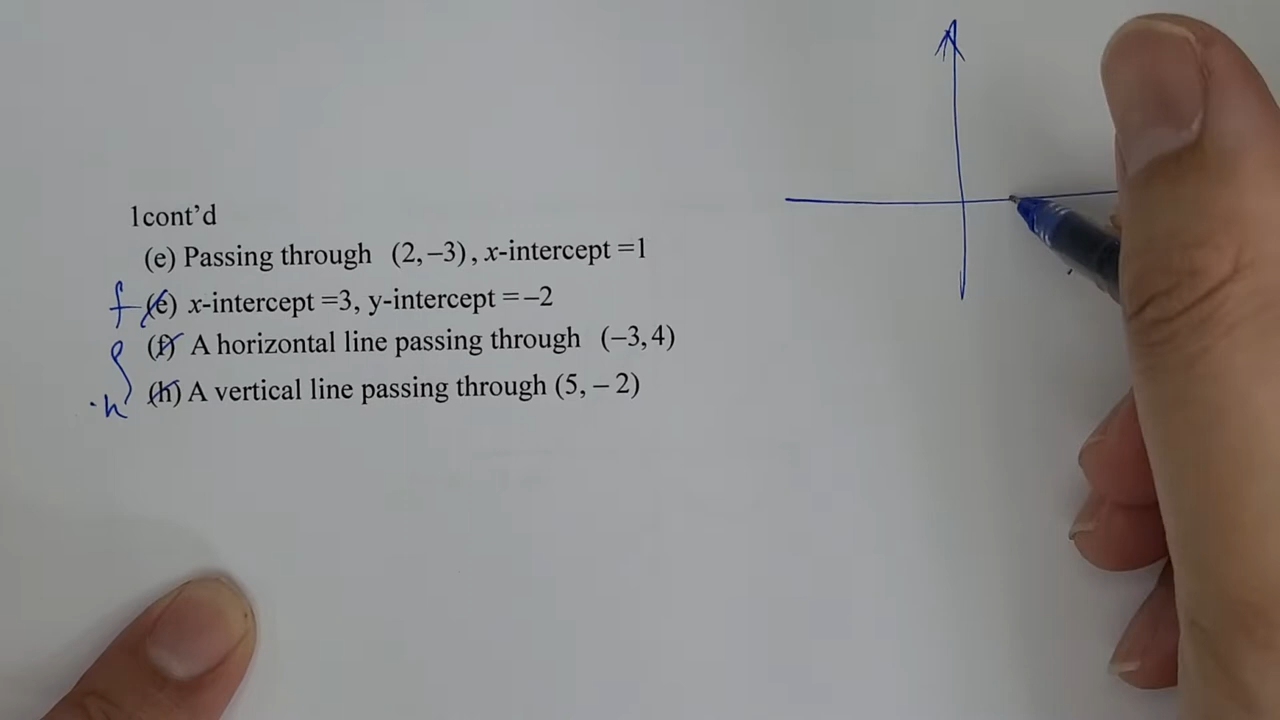 1cont'd
(e) Passing through (2,−3), x-intercept =1
f (e) x-intercept =3, y-intercept =−2
g (f) A horizontal line passing through (−3,4)
h (h) A vertical line passing through (5,−2)